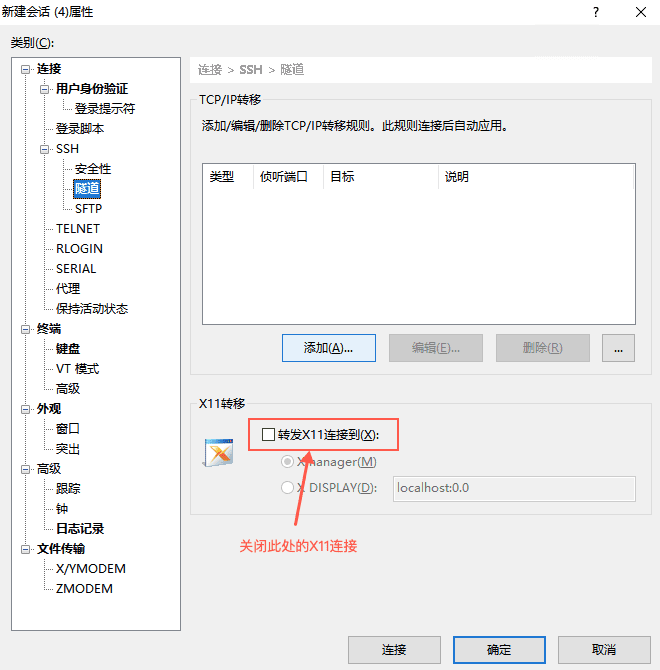 新建会话 (4)属性
?
类别(C):
连接
用户身份验证
登录提示符
登录脚本
SSH
安全性
隧道
SFTP
TELNET
RLOGIN
SERIAL
代理
保持活动状态
终端
键盘
VT 模式
高级
外观
窗口
突出
高级
跟踪
钟
日志记录
文件传输
X/YMODEM
ZMODEM
连接 > SSH > 隧道
TCP/IP转移
添加/编辑/删除TCP/IP转移规则。此规则连接后自动应用。
类型 侦听端口 目标 说明
添加(A)... 编辑(E)... 删除(R) ...
X11转移
转发X11连接到(X):
Xmanager(M)
X DISPLAY(D): localhost:0.0
关闭此处的X11连接
连接 确定 取消